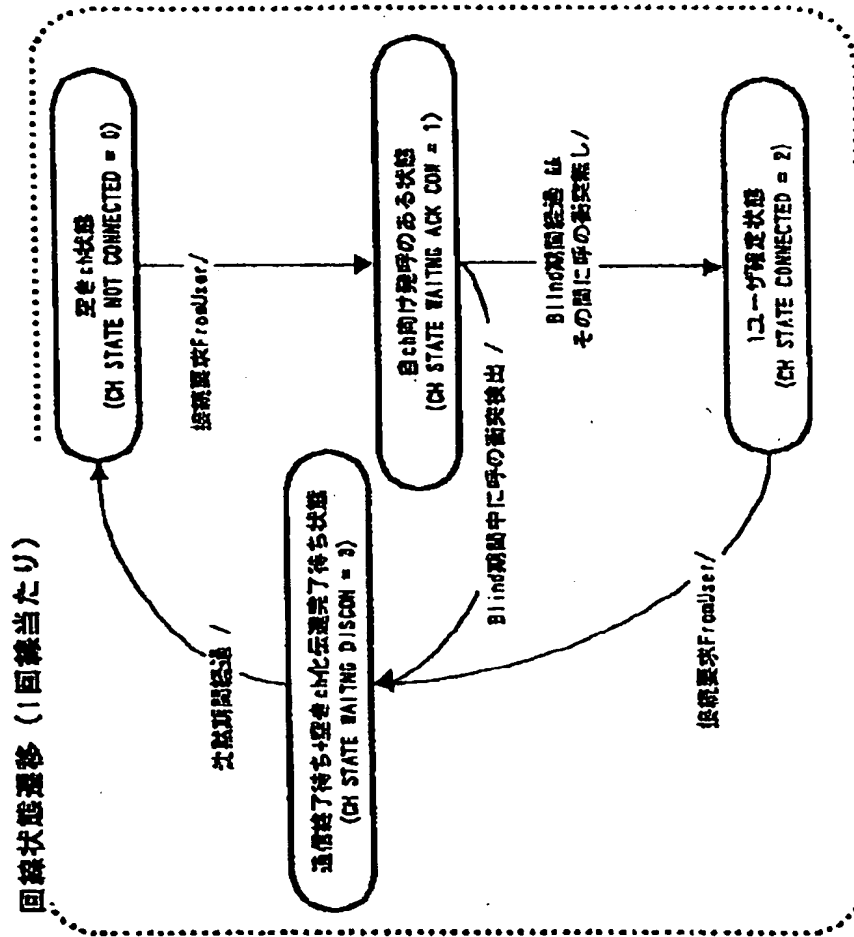 回線状態遷移 (1回線当たり)
空きch状態
(CH STATE NOT CONNECTED = 0)
接続要求FromUser/
自ch向け発呼のある状態
(CH STATE WAITNG ACK CON = 1)
Blind期間経過 &&
その間に呼の衝突無し/
1ユーザ確定状態
(CH STATE CONNECTED = 2)
Blind期間中に呼の衝突検出 /
接続要求FromUser/
通信終了待ち+空きch化伝達完了待ち状態
(CH STATE WAITNG DISCON = 3)
沈黙期間経過 /